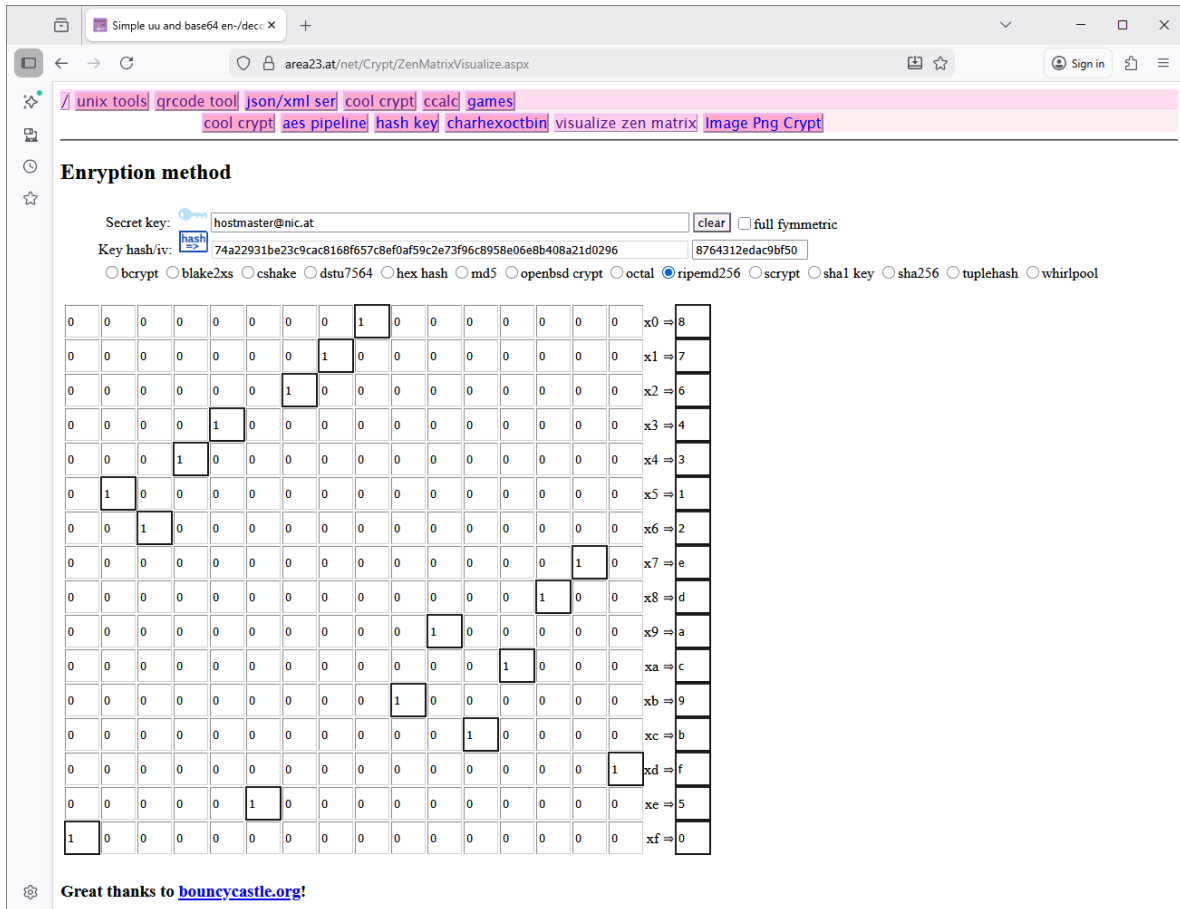 Simple uu and base64 en-/deco
area23.at/net/Crypt/ZenMatrixVisualize.aspx Sign in
/ unix tools qrcode tool json/xml ser cool crypt ccalc games
cool crypt aes pipeline hash key charhexoctbin visualize zen matrix Image Png Crypt
Enryption method
Secret key: hostmaster@nic.at clear full fymmetric
Key hash/iv: hash => 74a22931be23c9cac8168f657c8ef0af59c2e73f96c8958e06e8b408a21d0296 8764312edac9bf50
bcrypt blake2xs cshake dstu7564 hex hash md5 openbsd crypt octal ripemd256 scrypt sha1 key sha256 tuplehash whirlpool
0 0 0 0 0 0 0 0 1 0 0 0 0 0 0 0 x0 ⇒ 8
0 0 0 0 0 0 0 1 0 0 0 0 0 0 0 0 x1 ⇒ 7
0 0 0 0 0 0 1 0 0 0 0 0 0 0 0 0 x2 ⇒ 6
0 0 0 0 1 0 0 0 0 0 0 0 0 0 0 0 x3 ⇒ 4
0 0 0 1 0 0 0 0 0 0 0 0 0 0 0 0 x4 ⇒ 3
0 1 0 0 0 0 0 0 0 0 0 0 0 0 0 0 x5 ⇒ 1
0 0 1 0 0 0 0 0 0 0 0 0 0 0 0 0 x6 ⇒ 2
0 0 0 0 0 0 0 0 0 0 0 0 0 0 1 0 x7 ⇒ e
0 0 0 0 0 0 0 0 0 0 0 0 0 1 0 0 x8 ⇒ d
0 0 0 0 0 0 0 0 0 0 1 0 0 0 0 0 x9 ⇒ a
0 0 0 0 0 0 0 0 0 0 0 0 1 0 0 0 xa ⇒ c
0 0 0 0 0 0 0 0 0 1 0 0 0 0 0 0 xb ⇒ 9
0 0 0 0 0 0 0 0 0 0 0 1 0 0 0 0 xc ⇒ b
0 0 0 0 0 0 0 0 0 0 0 0 0 0 0 1 xd ⇒ f
0 0 0 0 0 1 0 0 0 0 0 0 0 0 0 0 xe ⇒ 5
1 0 0 0 0 0 0 0 0 0 0 0 0 0 0 0 xf ⇒ 0
Great thanks to bouncycastle.org!